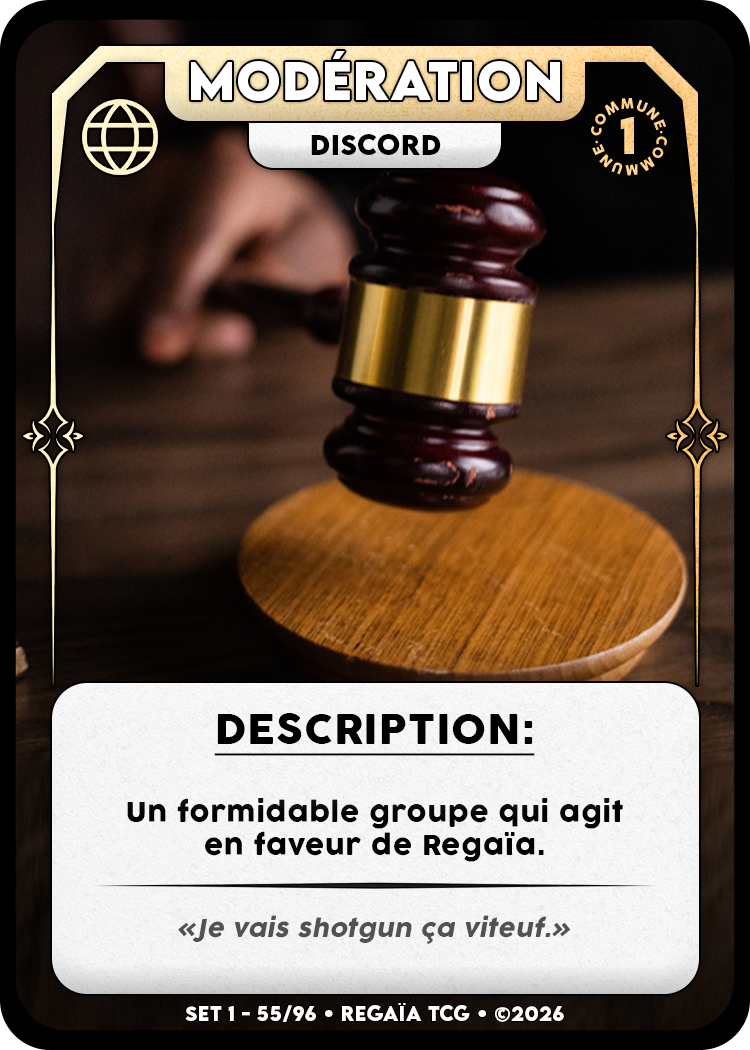 MODÉRATION
DISCORD
COMMUNE·COMMUNE·
1
DESCRIPTION:
Un formidable groupe qui agit
en faveur de Regaïa.
«Je vais shotgun ça viteuf.»
SET 1 - 55/96 • REGAÏA TCG • ©2026